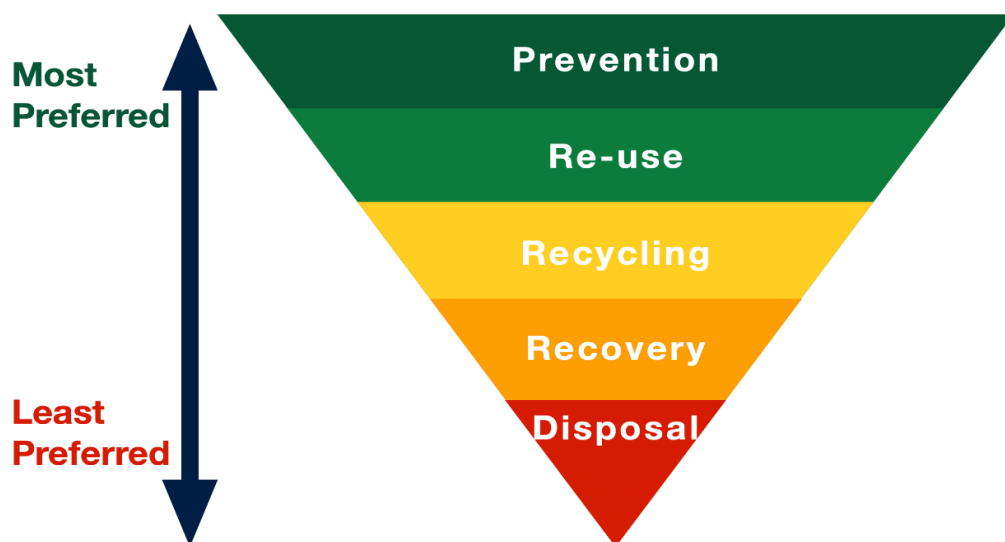 Prevention
Most
Preferred
Re-use
Recycling
Recovery
Least
Preferred
Disposal